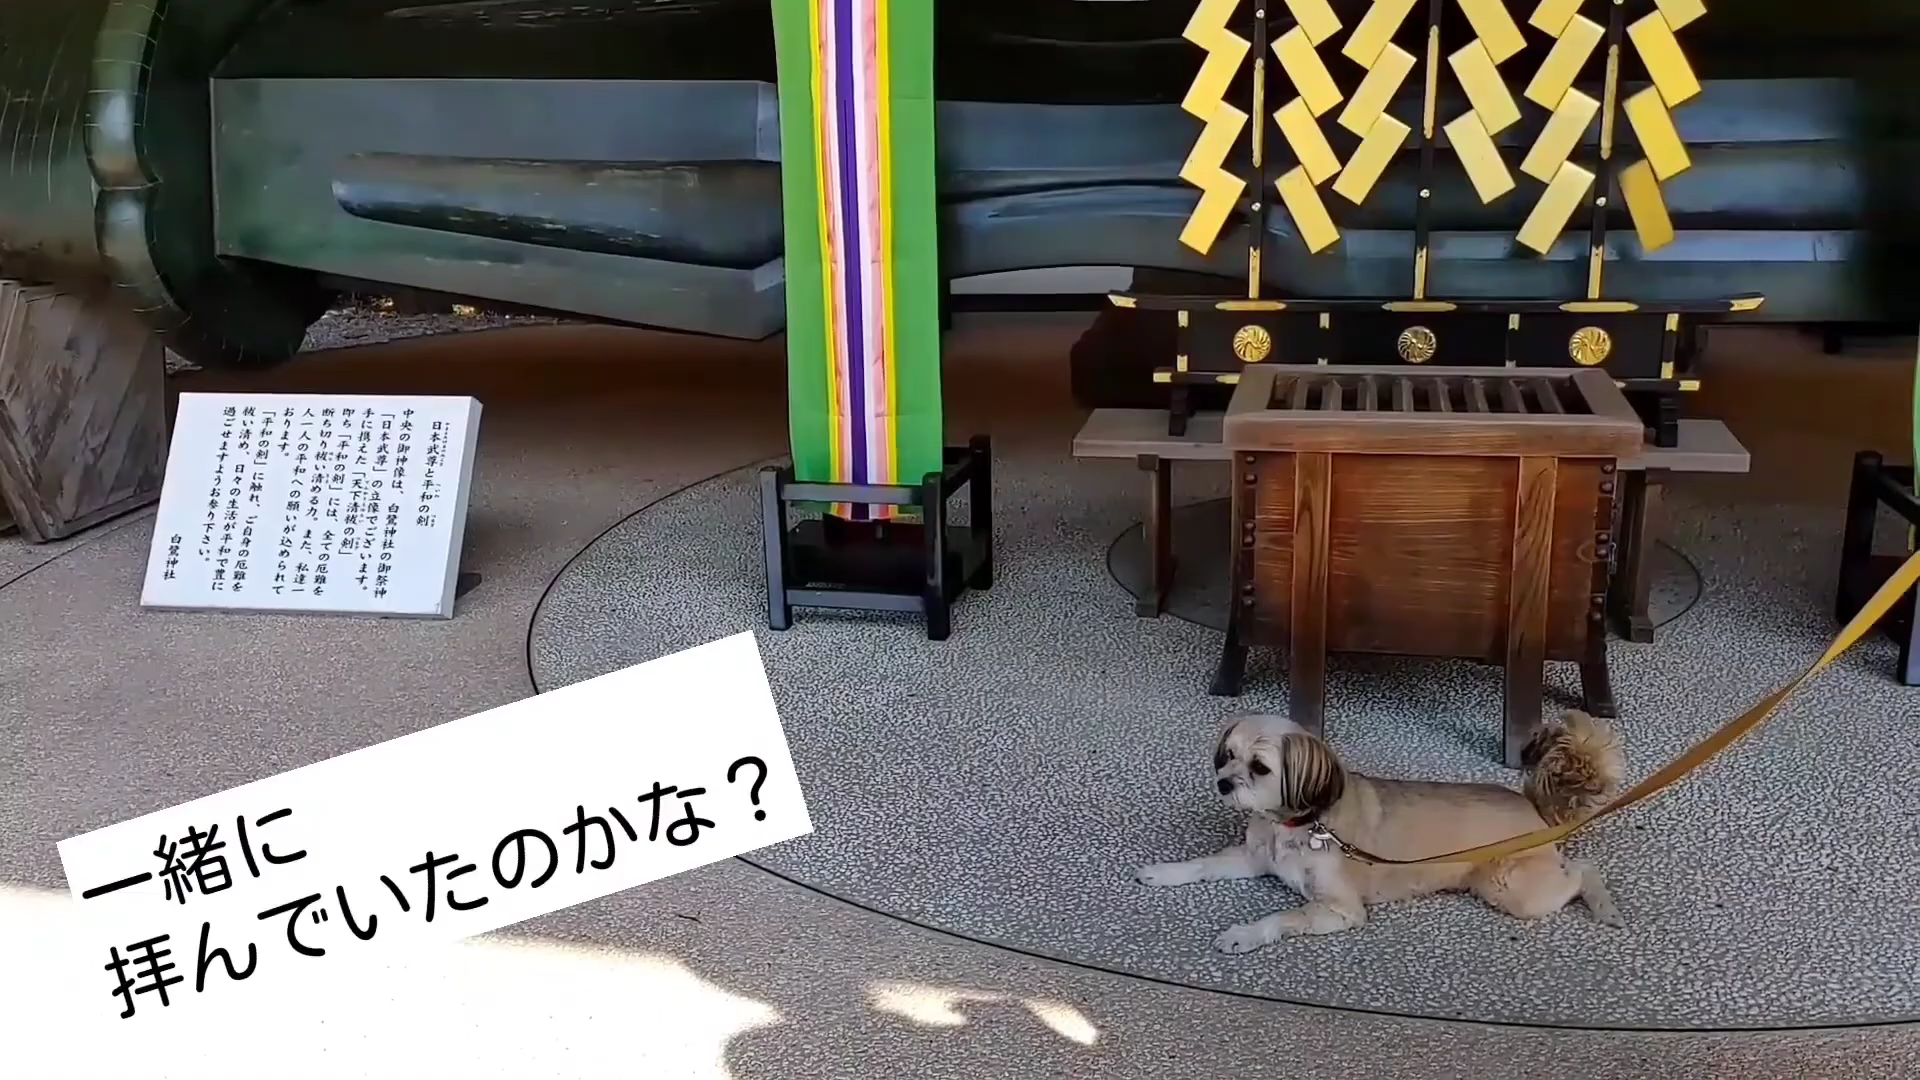 日本武尊と平和の剣
中央の御神像は、白鷺神社の御祭神
「日本武尊」の立像でございます。
手に携えた「天下清祓の剣」
即ち「平和の剣」には、全ての厄難を
断ち切り祓い清める力。また、私達一
人一人の平和への願いが込められて
おります。
「平和の剣」に触れ、ご自身の厄難を
祓い清め、日々の生活が平和で豊に
過ごせますようお参り下さい。
白鷺神社
一緒に
拝んでいたのかな？